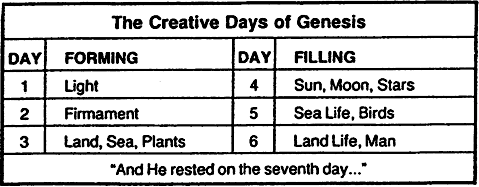 The Creative Days of Genesis
DAY FORMING DAY FILLING
1 Light 4 Sun, Moon, Stars
2 Firmament 5 Sea Life, Birds
3 Land, Sea, Plants 6 Land Life, Man
"And He rested on the seventh day..."